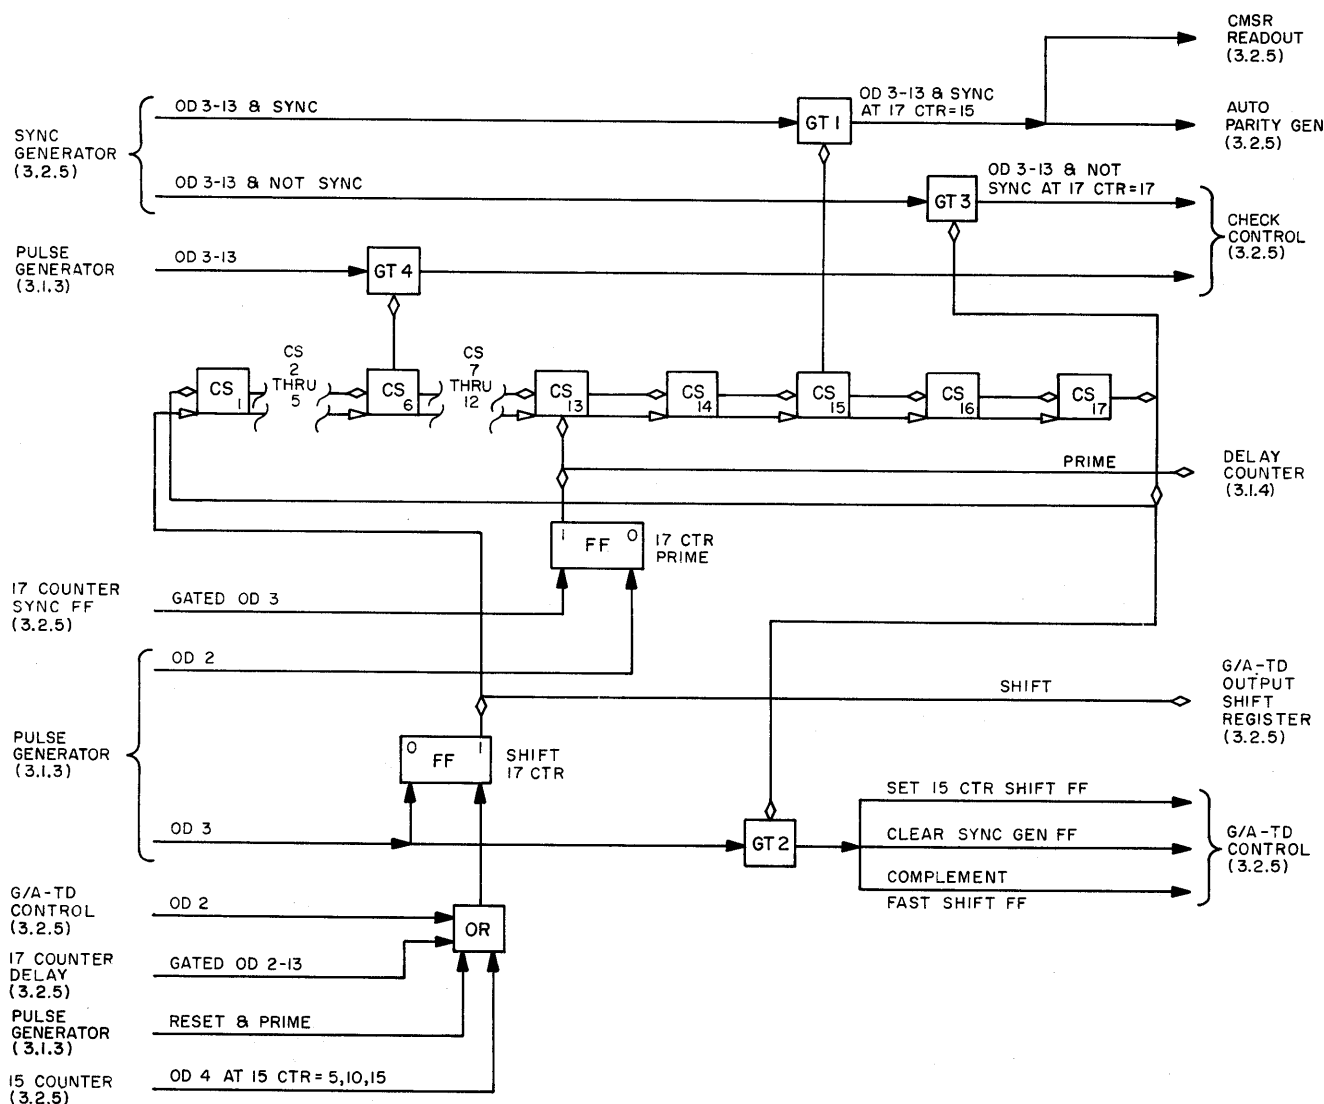 CMSR
READOUT
(3.2.5)
OD 3-13 & SYNC
OD 3-13 & SYNC
AT 17 CTR=15
GT 1
AUTO
PARITY GEN
(3.2.5)
SYNC
GENERATOR
(3.2.5)
OD 3-13 & NOT SYNC
OD 3-13 & NOT
SYNC AT 17 CTR=17
GT 3
CHECK
CONTROL
(3.2.5)
PULSE
GENERATOR
(3.1.3)
OD 3-13
GT 4
CS 1
CS
2
THRU
5
CS 6
CS
7
THRU
12
CS 13
CS 14
CS 15
CS 16
CS 17
PRIME
DELAY
COUNTER
(3.1.4)
1 FF 0
17 CTR
PRIME
17 COUNTER
SYNC FF
(3.2.5)
GATED OD 3
OD 2
SHIFT
G/A-TD
OUTPUT
SHIFT
REGISTER
(3.2.5)
PULSE
GENERATOR
(3.1.3)
0 FF 1
SHIFT
17 CTR
OD 3
GT 2
SET 15 CTR SHIFT FF
CLEAR SYNC GEN FF
COMPLEMENT
FAST SHIFT FF
G/A-TD
CONTROL
(3.2.5)
G/A-TD
CONTROL
(3.2.5)
OD 2
OR
17 COUNTER
DELAY
(3.2.5)
GATED OD 2-13
PULSE
GENERATOR
(3.1.3)
RESET & PRIME
15 COUNTER
(3.2.5)
OD 4 AT 15 CTR = 5,10,15